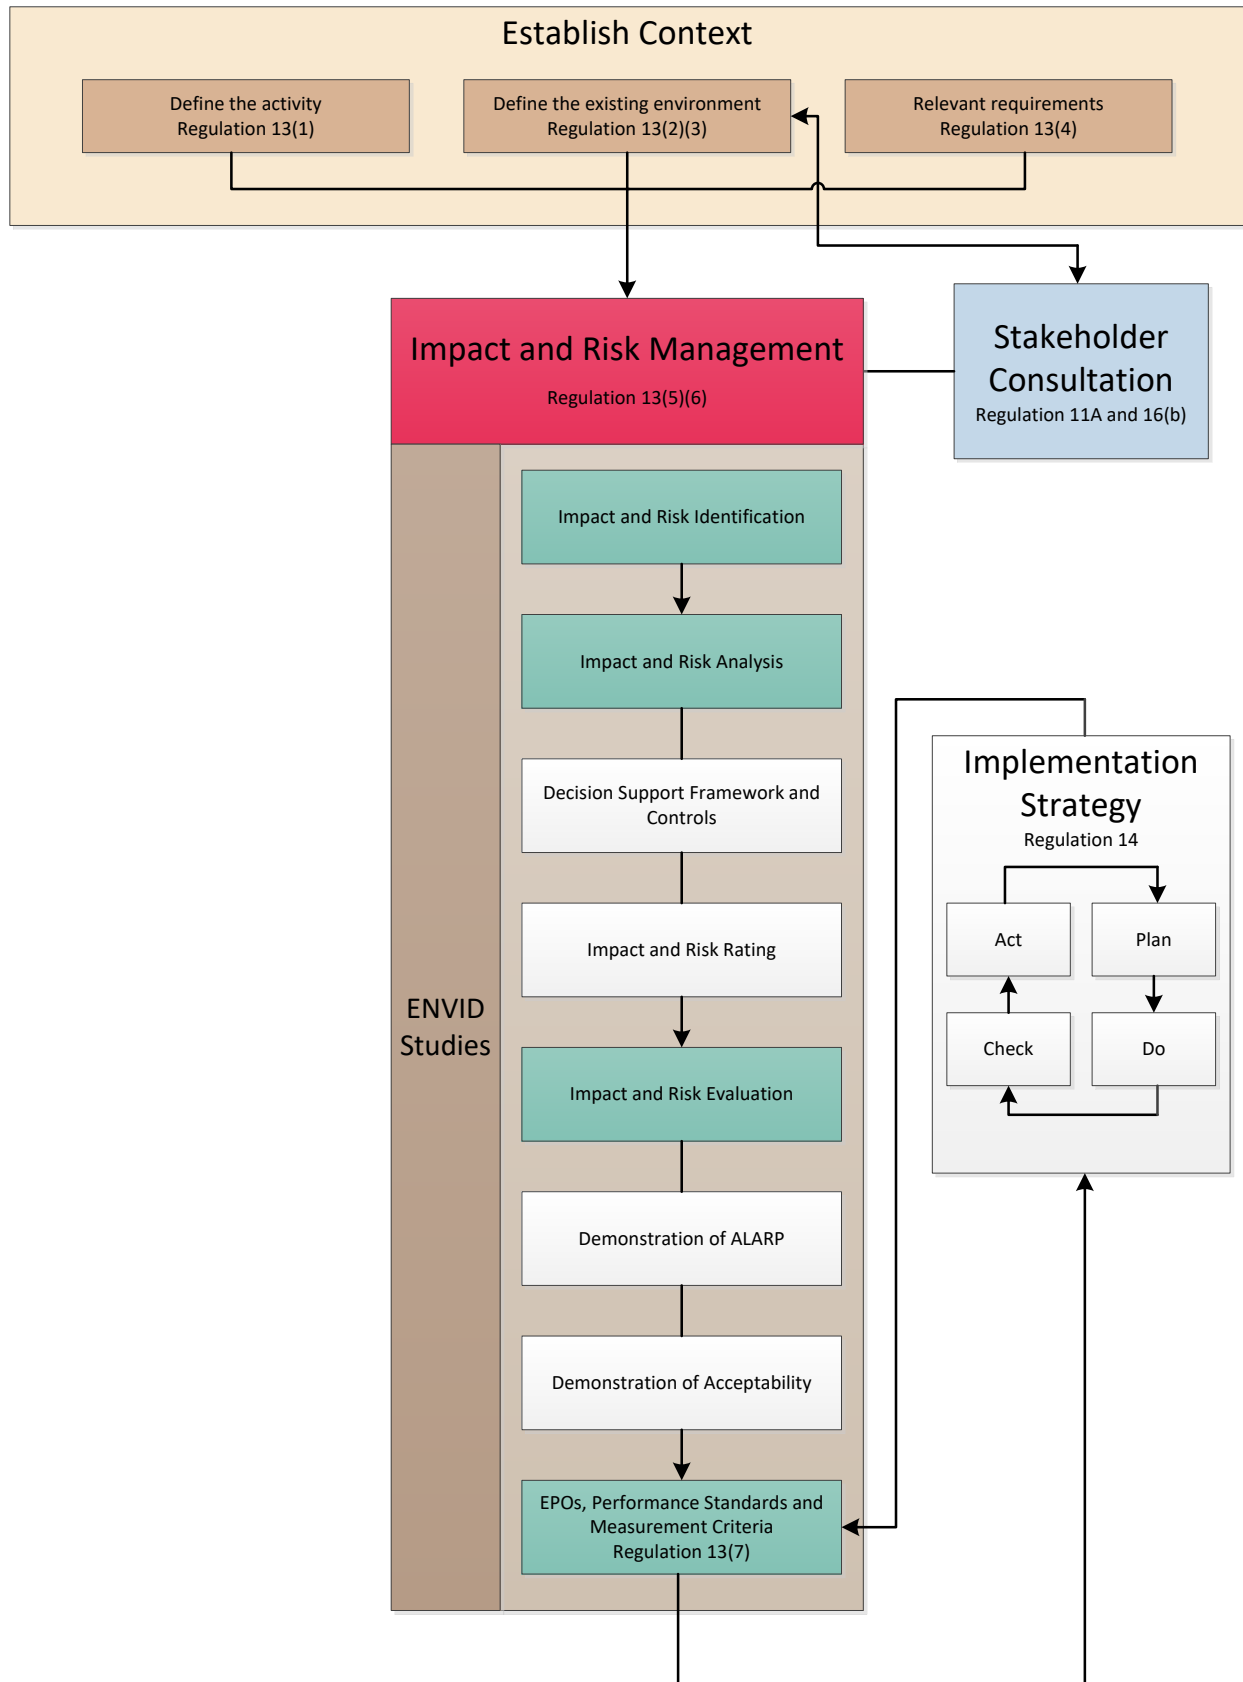 Establish Context
Define the activity
Regulation 13(1)
Define the existing environment
Regulation 13(2)(3)
Relevant requirements
Regulation 13(4)
Impact and Risk Management
Regulation 13(5)(6)
Stakeholder
Consultation
Regulation 11A and 16(b)
ENVID
Studies
Impact and Risk Identification
Impact and Risk Analysis
Decision Support Framework and
Controls
Impact and Risk Rating
Impact and Risk Evaluation
Demonstration of ALARP
Demonstration of Acceptability
EPOs, Performance Standards and
Measurement Criteria
Regulation 13(7)
Implementation
Strategy
Regulation 14
Act
Plan
Check
Do